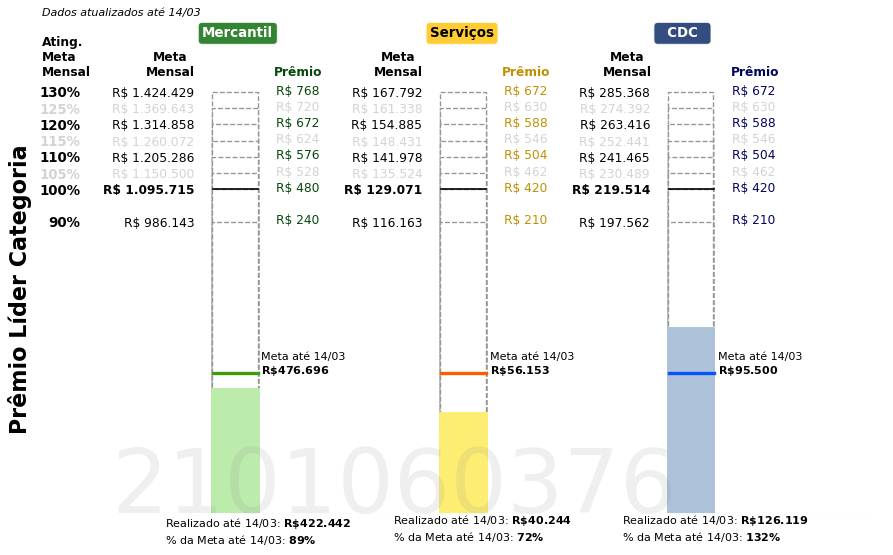 Dados atualizados até 14/03
Mercantil Serviços CDC
Ating. Meta Mensal Meta Mensal Prêmio Meta Mensal Prêmio Meta Mensal Prêmio
130% R$ 1.424.429 R$ 768 R$ 167.792 R$ 672 R$ 285.368 R$ 672
125% R$ 1.369.643 R$ 720 R$ 161.338 R$ 630 R$ 274.392 R$ 630
120% R$ 1.314.858 R$ 672 R$ 154.885 R$ 588 R$ 263.416 R$ 588
115% R$ 1.260.072 R$ 624 R$ 148.431 R$ 546 R$ 252.441 R$ 546
110% R$ 1.205.286 R$ 576 R$ 141.978 R$ 504 R$ 241.465 R$ 504
105% R$ 1.150.500 R$ 528 R$ 135.524 R$ 462 R$ 230.489 R$ 462
100% R$ 1.095.715 R$ 480 R$ 129.071 R$ 420 R$ 219.514 R$ 420
90% R$ 986.143 R$ 240 R$ 116.163 R$ 210 R$ 197.562 R$ 210
Prêmio Líder Categoria
Meta até 14/03 Meta até 14/03 Meta até 14/03
R$476.696 R$56.153 R$95.500
2101060376
Realizado até 14/03: R$422.442 Realizado até 14/03: R$40.244 Realizado até 14/03: R$126.119
% da Meta até 14/03: 89% % da Meta até 14/03: 72% % da Meta até 14/03: 132%